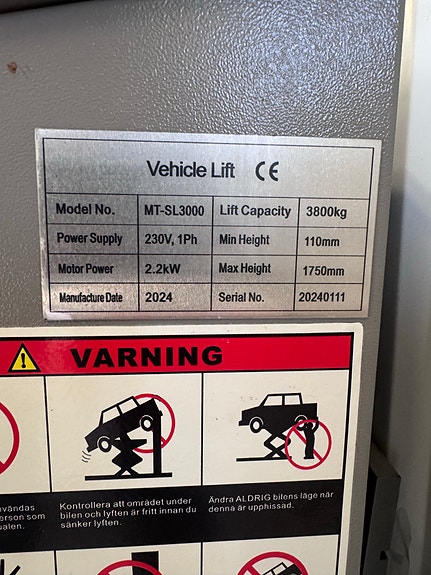 Vehicle Lift CE
Model No. MT-SL3000 Lift Capacity 3800kg
Power Supply 230V, 1Ph Min Height 110mm
Motor Power 2.2kW Max Height 1750mm
Manufacture Date 2024 Serial No. 20240111
VARNING
Kontrollera att området under
bilen och lyften är fritt innan du
sänker lyften.
Ändra ALDRIG bilens läge när
denna är upphissad.